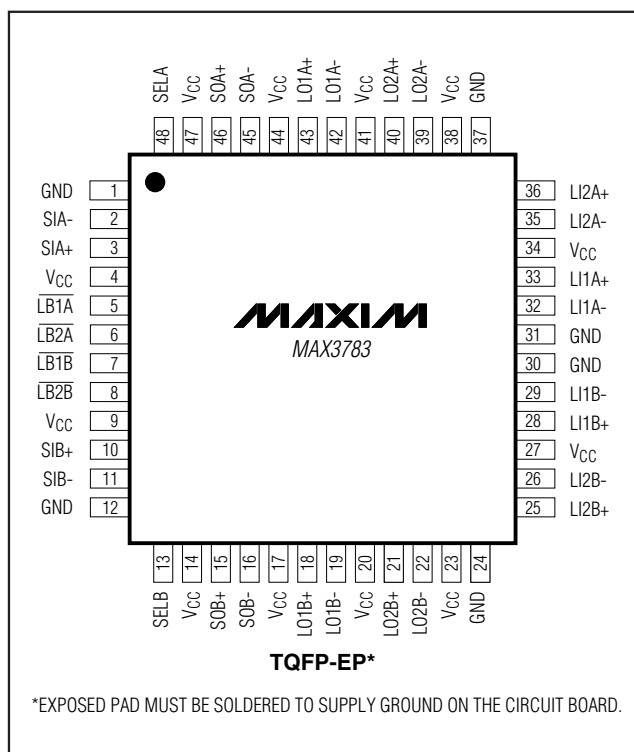 SELA
VCC
SOA+
SOA-
VCC
LO1A+
LO1A-
VCC
LO2A+
LO2A-
VCC
GND
48
47
46
45
44
43
42
41
40
39
38
37
GND 1
SIA- 2
SIA+ 3
VCC 4
LB1A 5
LB2A 6
LB1B 7
LB2B 8
VCC 9
SIB+ 10
SIB- 11
GND 12
MAXIM
MAX3783
36 LI2A+
35 LI2A-
34 VCC
33 LI1A+
32 LI1A-
31 GND
30 GND
29 LI1B-
28 LI1B+
27 VCC
26 LI2B-
25 LI2B+
13
14
15
16
17
18
19
20
21
22
23
24
SELB
VCC
SOB+
SOB-
VCC
LO1B+
LO1B-
VCC
LO2B+
LO2B-
VCC
GND
TQFP-EP*
*EXPOSED PAD MUST BE SOLDERED TO SUPPLY GROUND ON THE CIRCUIT BOARD.